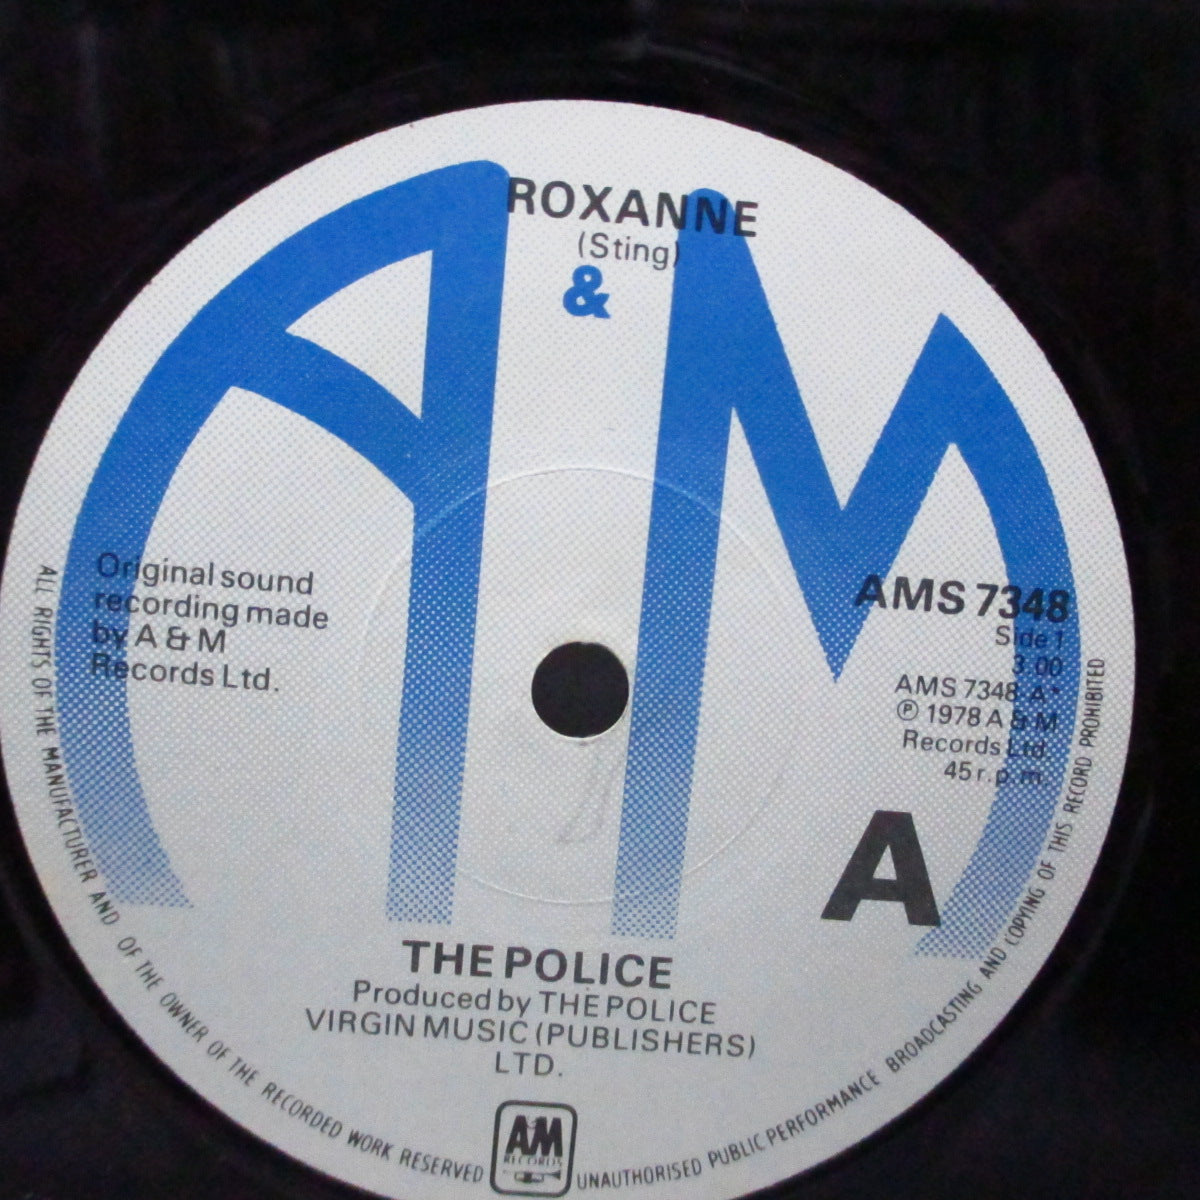 ROXANNE
(Sting)
A & M
Original sound
recording made
by A & M
Records Ltd.
AMS 7348
Side 1
3.00
AMS 7348 A*
℗ 1978 A & M
Records Ltd.
45 r.p.m.
A
THE POLICE
Produced by THE POLICE
VIRGIN MUSIC (PUBLISHERS)
LTD.
ALL RIGHTS OF THE MANUFACTURER AND OF THE OWNER OF THE RECORDED WORK RESERVED
A&M
RECORDS
UNAUTHORISED PUBLIC PERFORMANCE BROADCASTING AND COPYING OF THIS RECORD PROHIBITED